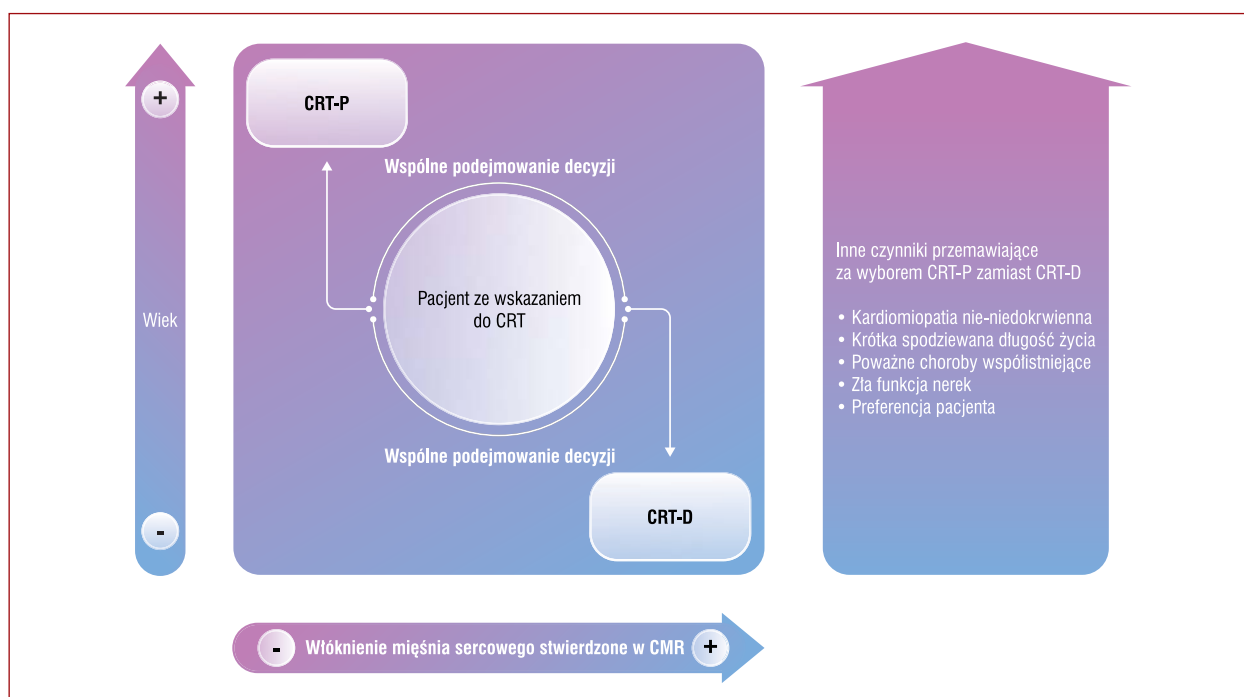 +
CRT-P
Wspólne podejmowanie decyzji
Wiek
Pacjent ze wskazaniem
do CRT
Wspólne podejmowanie decyzji
CRT-D
-
Inne czynniki przemawiające
za wyborem CRT-P zamiast CRT-D
• Kardiomiopatia nie-niedokrwienna
• Krótka spodziewana długość życia
• Poważne choroby współistniejące
• Zła funkcja nerek
• Preferencja pacjenta
- Włóknienie mięśnia sercowego stwierdzone w CMR +